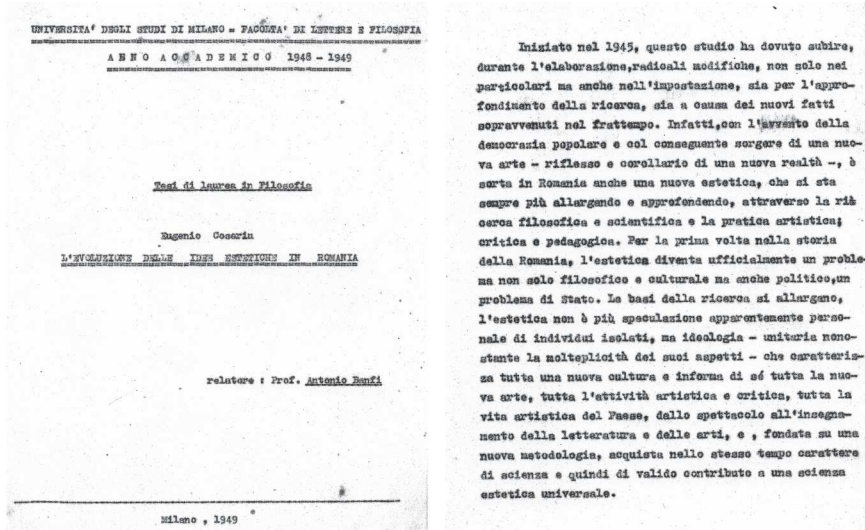 UNIVERSITA' DEGLI STUDI DI MILANO = FACOLTA' DI LETTERE E FILOSOFIA
ANNO ACCADEMICO 1948 - 1949
Tesi di laurea in Filosofia
Eugenio Coseriu
L'EVOLUZIONE DELLE IDEE ESTETICHE IN ROMANIA
relatore : Prof. Antonio Banfi
Milano , 1949
Iniziato nel 1945, questo studio ha dovuto subire,
durante l'elaborazione,radicali modifiche, non solo nei
particolari ma anche nell'impostazione, sia per l'appro-
fondimento della ricerca, sia a causa dei nuovi fatti
sopravvenuti nel frattempo. Infatti,con l'avvento della
democrazia popolare e col conseguente sorgere di una nuo-
va arte - riflesso e corollario di una nuova realtà -, è
sorta in Romania anche una nuova estetica, che si sta
sempre più allargando e approfondendo, attraverso la ri
cerca filosofica e scientifica e la pratica artistica;
critica e pedagogica. Per la prima volta nella storia
della Romania, l'estetica diventa ufficialmente un proble-
ma non solo filosofico e culturale ma anche politico,un
problema di Stato. Le basi della ricerca si allargano,
l'estetica non è più speculazione apparentemente perso-
nale di individui isolati, ma ideologia - unitaria nono-
stante la molteplicità dei suoi aspetti - che caratteriz-
za tutta una nuova cultura e informa di sé tutta la nuo-
va arte, tutta l'attività artistica e critica, tutta la
vita artistica del Paese, dallo spettacolo all'insegna-
mento della letteratura e delle arti, e , fondata su una
nuova metodologia, acquista nello stesso tempo carattere
di scienza e quindi di valido contributo a una scienza
estetica universale.